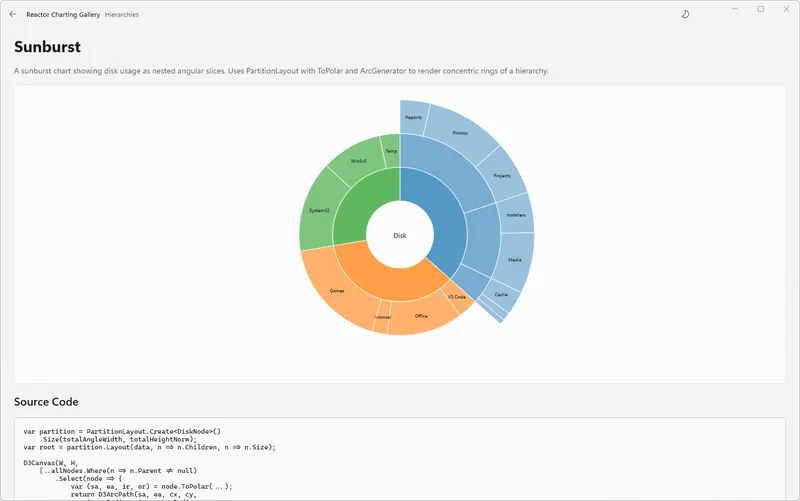 Reactor Charting Gallery Hierarchies
Sunburst
A sunburst chart showing disk usage as nested angular slices. Uses PartitionLayout with ToPolar and ArcGenerator to render concentric rings of a hierarchy.
Reports
Photos
Temp
WinSxS
Projects
System32
Installers
Disk
Media
Games
VS Code
Cache
Browser
Office
Source Code
var partition = PartitionLayout.Create<DiskNode>()
    .Size(totalAngleWidth, totalHeightNorm);
var root = partition.Layout(data, n => n.Children, n => n.Size);
D3Canvas(W, H,
    [..allNodes.Where(n => n.Parent != null)
        .Select(node => {
            var (sa, ea, ir, or) = node.ToPolar(...);
            return D3ArcPath(sa, ea, cx, cy,